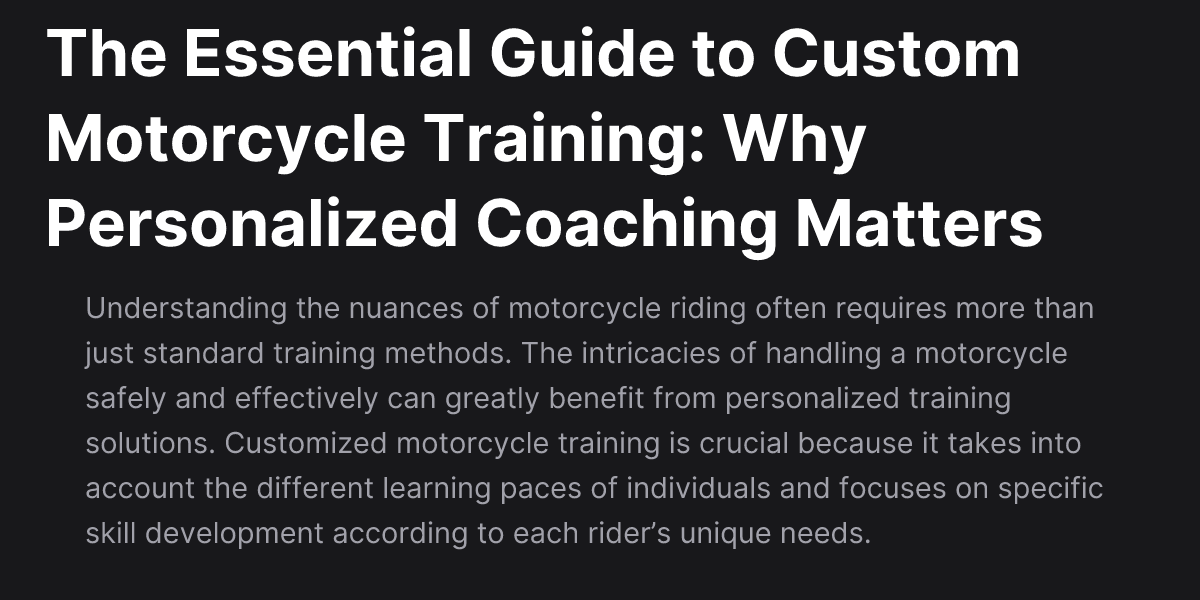 The Essential Guide to Custom
Motorcycle Training: Why
Personalized Coaching Matters
Understanding the nuances of motorcycle riding often requires more than
just standard training methods. The intricacies of handling a motorcycle
safely and effectively can greatly benefit from personalized training
solutions. Customized motorcycle training is crucial because it takes into
account the different learning paces of individuals and focuses on specific
skill development according to each rider’s unique needs.